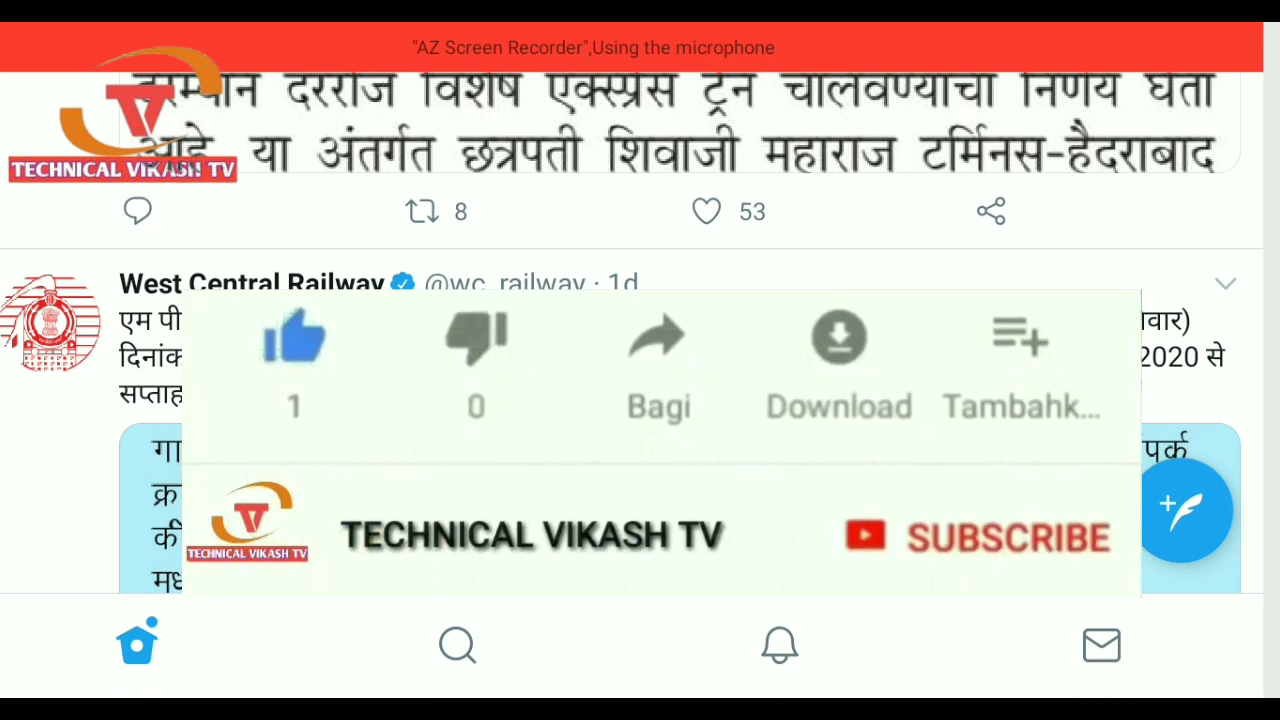 "AZ Screen Recorder",Using the microphone
दरम्यान दररोज विशेष एक्स्प्रेस ट्रेन चालवण्याचा निर्णय घेता
आहे. या अंतर्गत छत्रपती शिवाजी महाराज टर्मिनस-हैदराबाद
TECHNICAL VIKASH TV
8 53
West Central Railway @wc_railway · 1d
एम पी
दिनांक 2020 से
सप्ताह
1 0 Bagi Download Tambahk...
गा पर्क
क्र
की
TECHNICAL VIKASH TV
TECHNICAL VIKASH TV SUBSCRIBE